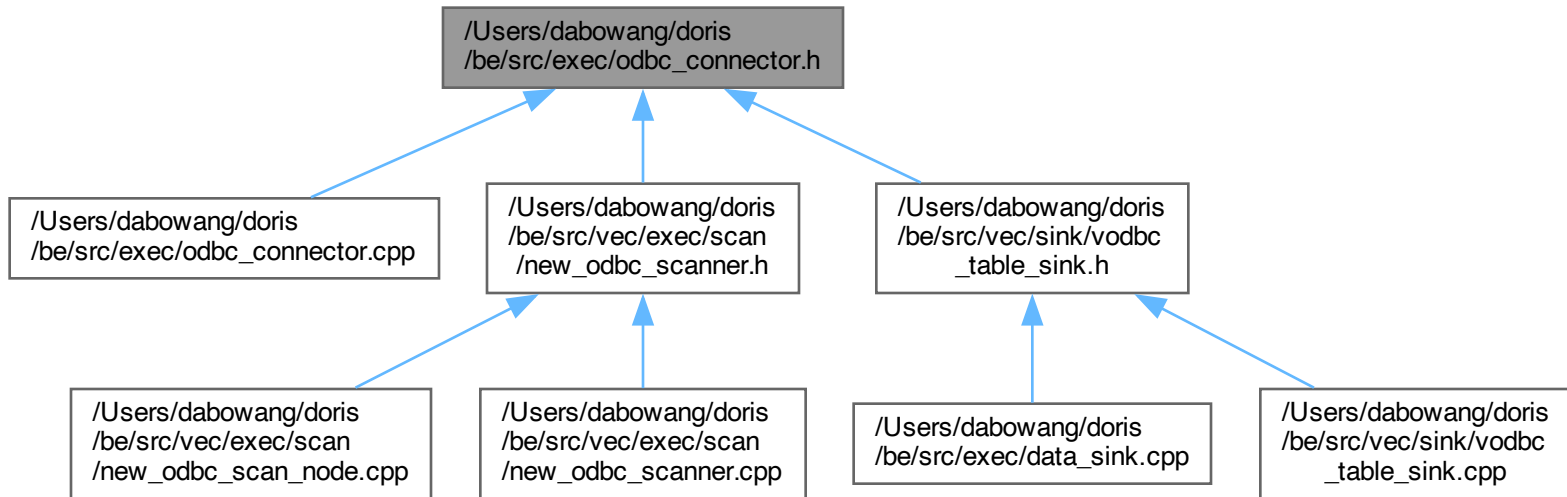 /Users/dabowang/doris
/be/src/exec/odbc_connector.h
/Users/dabowang/doris
/be/src/exec/odbc_connector.cpp
/Users/dabowang/doris
/be/src/vec/exec/scan
/new_odbc_scanner.h
/Users/dabowang/doris
/be/src/vec/sink/vodbc
_table_sink.h
/Users/dabowang/doris
/be/src/vec/exec/scan
/new_odbc_scan_node.cpp
/Users/dabowang/doris
/be/src/vec/exec/scan
/new_odbc_scanner.cpp
/Users/dabowang/doris
/be/src/exec/data_sink.cpp
/Users/dabowang/doris
/be/src/vec/sink/vodbc
_table_sink.cpp